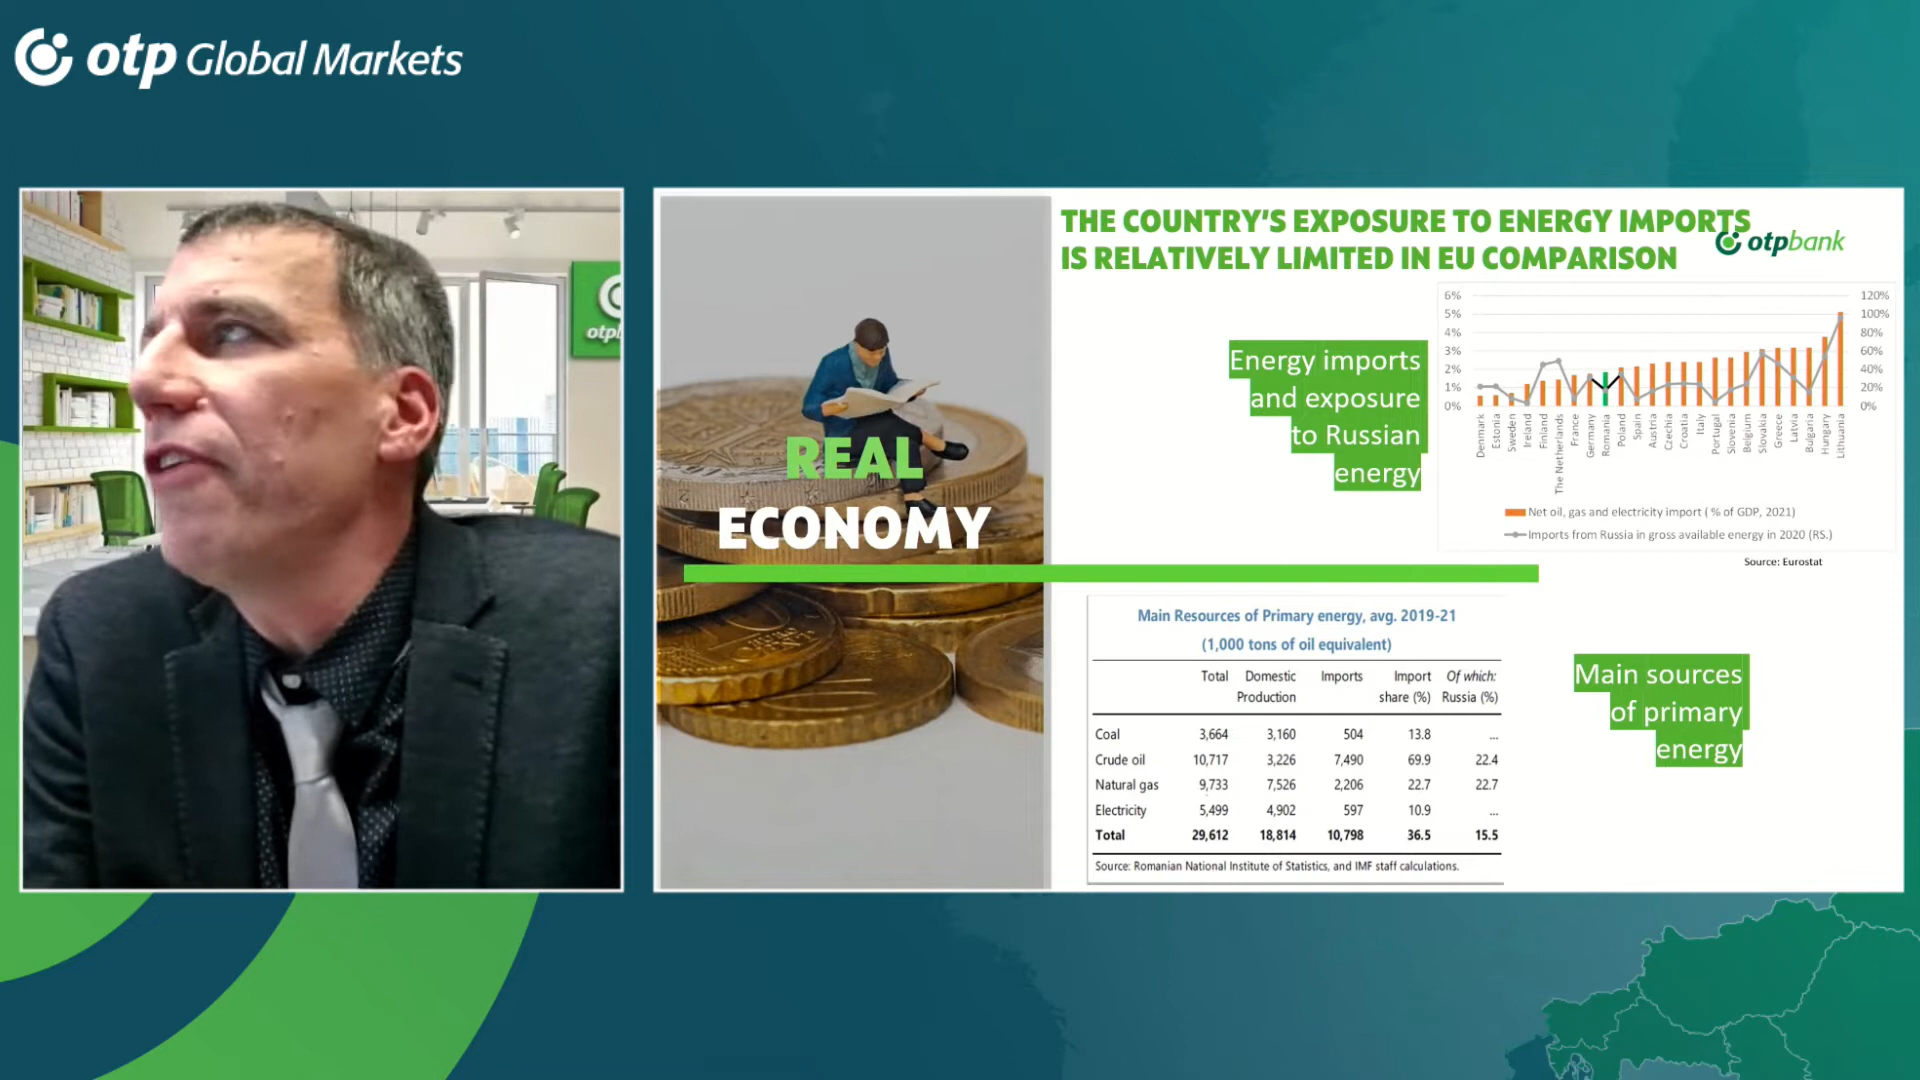 otp Global Markets
otpb
REAL
ECONOMY
THE COUNTRY'S EXPOSURE TO ENERGY IMPORTS
IS RELATIVELY LIMITED IN EU COMPARISON
otpbank
Energy imports
and exposure
to Russian
energy
6% 120%
5% 100%
4% 80%
3% 60%
2% 40%
1% 20%
0% 0%
Denmark
Estonia
Sweden
Ireland
Finland
The Netherlands
France
Germany
Romania
Poland
Spain
Austria
Czechia
Croatia
Italy
Portugal
Slovenia
Belgium
Slovakia
Greece
Latvia
Bulgaria
Hungary
Lithuania
Net oil, gas and electricity import ( % of GDP, 2021)
Imports from Russia in gross available energy in 2020 (RS.)
Source: Eurostat
Main Resources of Primary energy, avg. 2019-21
(1,000 tons of oil equivalent)
Total Domestic Imports Import Of which:
Production share (%) Russia (%)
Coal 3,664 3,160 504 13.8 ...
Crude oil 10,717 3,226 7,490 69.9 22.4
Natural gas 9,733 7,526 2,206 22.7 22.7
Electricity 5,499 4,902 597 10.9 ...
Total 29,612 18,814 10,798 36.5 15.5
Source: Romanian National Institute of Statistics, and IMF staff calculations.
Main sources
of primary
energy